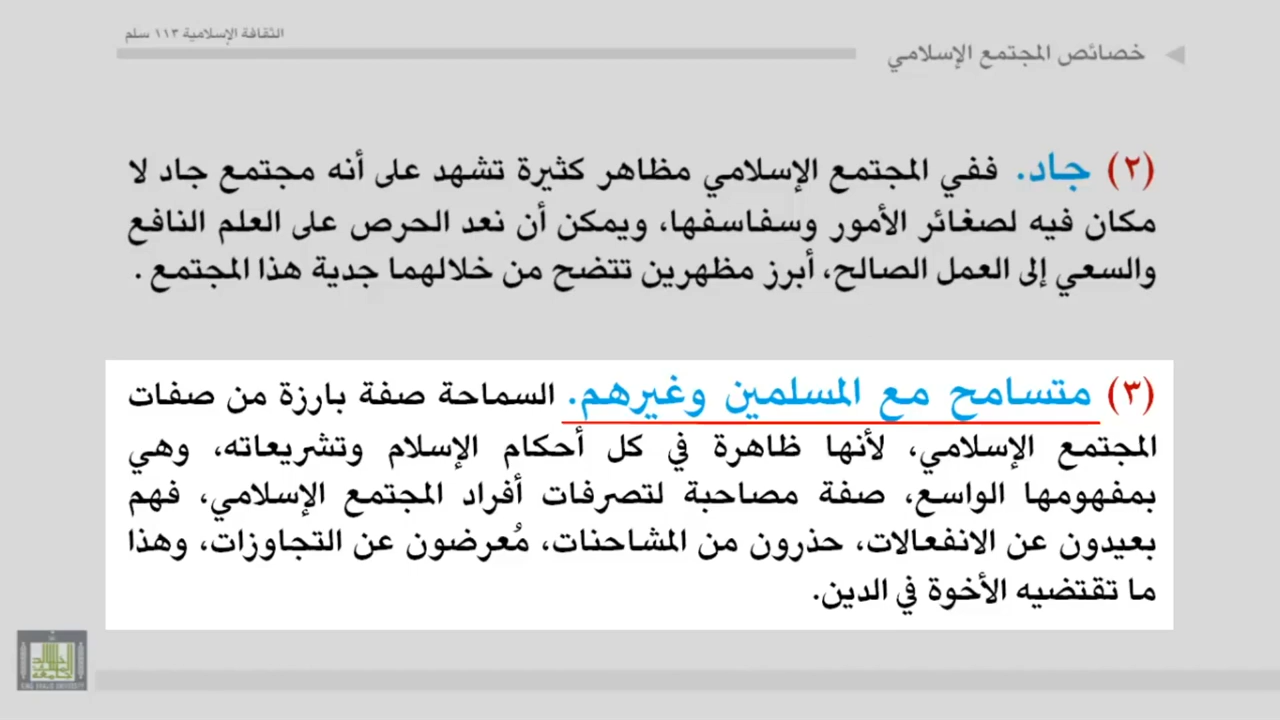 الثقافة الإسلامية ١١٣ سلم
خصائص المجتمع الإسلامي
(٢) جاد. ففي المجتمع الإسلامي مظاهر كثيرة تشهد على أنه مجتمع جاد لا
مكان فيه لصغائر الأمور وسفاسفها، ويمكن أن نعد الحرص على العلم النافع
والسعي إلى العمل الصالح، أبرز مظهرين تتضح من خلالهما جدية هذا المجتمع .
(٣) متسامح مع المسلمين وغيرهم. السماحة صفة بارزة من صفات
المجتمع الإسلامي، لأنها ظاهرة في كل أحكام الإسلام وتشريعاته، وهي
بمفهومها الواسع، صفة مصاحبة لتصرفات أفراد المجتمع الإسلامي، فهم
بعيدون عن الانفعالات، حذرون من المشاحنات، مُعرضون عن التجاوزات، وهذا
ما تقتضيه الأخوة في الدين.